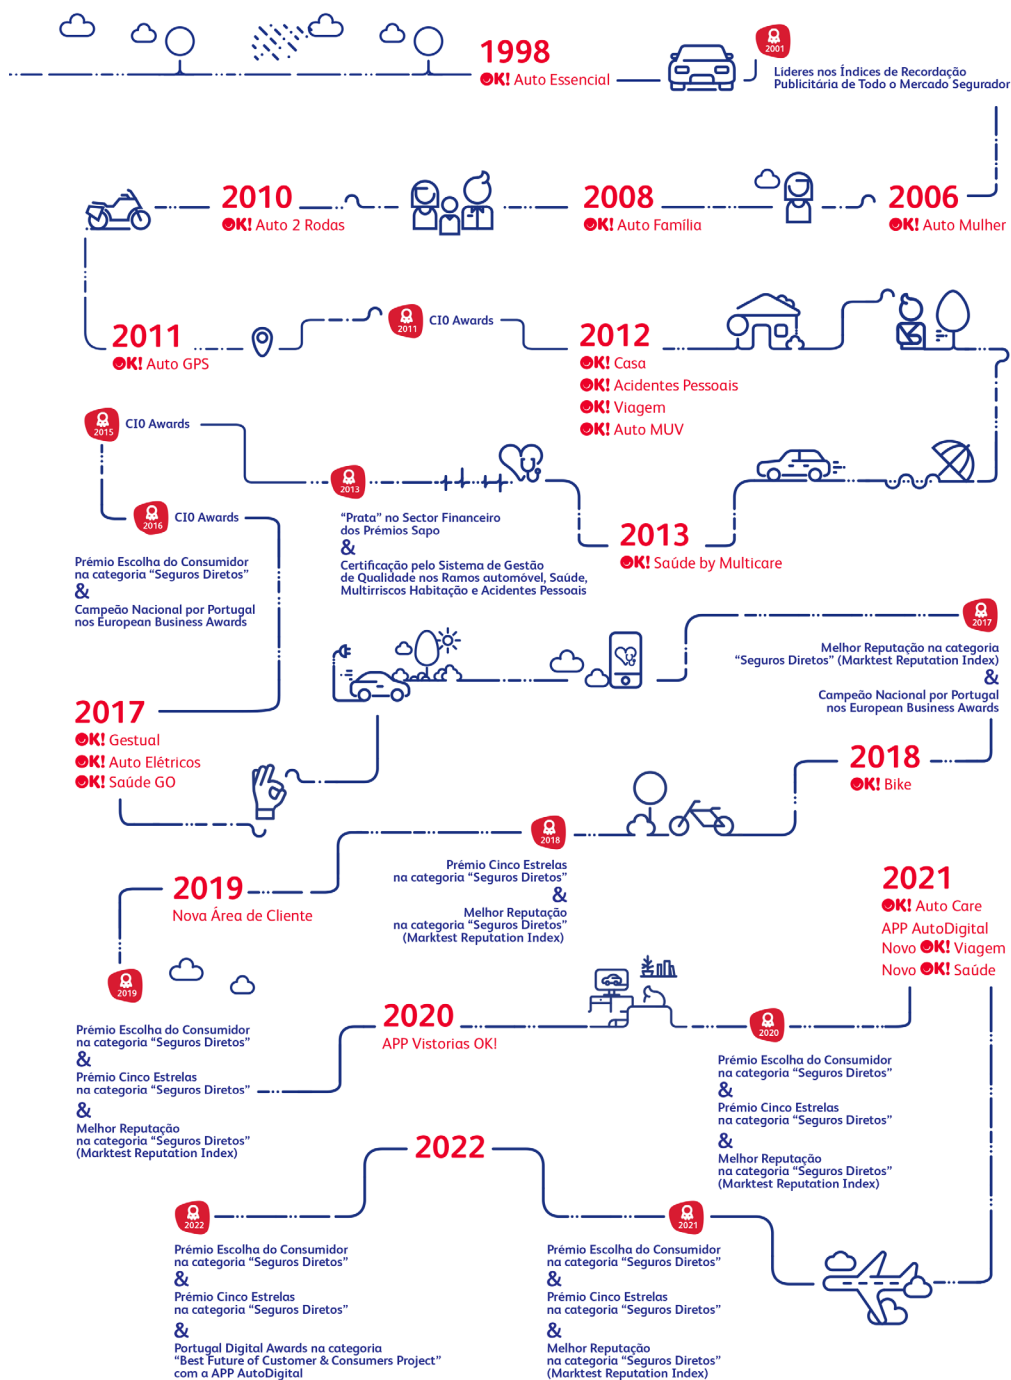 1998
OK! Auto Essencial
2001
Líderes nos Índices de Recordação
Publicitária de Todo o Mercado Segurador
2006
OK! Auto Mulher
2008
OK! Auto Família
2010
OK! Auto 2 Rodas
2011
OK! Auto GPS
2011
CIO Awards
2012
OK! Casa
OK! Acidentes Pessoais
OK! Viagem
OK! Auto MUV
2013
OK! Saúde by Multicare
2013
“Prata” no Sector Financeiro
dos Prémios Sapo
&
Certificação pelo Sistema de Gestão
de Qualidade nos Ramos automóvel, Saúde,
Multirriscos Habitação e Acidentes Pessoais
2015
CIO Awards
2016
CIO Awards
Prémio Escolha do Consumidor
na categoria “Seguros Diretos”
&
Campeão Nacional por Portugal
nos European Business Awards
2017
OK! Gestual
OK! Auto Elétricos
OK! Saúde GO
2017
Melhor Reputação na categoria
“Seguros Diretos” (Marktest Reputation Index)
&
Campeão Nacional por Portugal
nos European Business Awards
2018
OK! Bike
2018
Prémio Cinco Estrelas
na categoria “Seguros Diretos”
&
Melhor Reputação
na categoria “Seguros Diretos”
(Marktest Reputation Index)
2019
Nova Área de Cliente
2019
Prémio Escolha do Consumidor
na categoria “Seguros Diretos”
&
Prémio Cinco Estrelas
na categoria “Seguros Diretos”
&
Melhor Reputação
na categoria “Seguros Diretos”
(Marktest Reputation Index)
2020
APP Vistorias OK!
2020
Prémio Escolha do Consumidor
na categoria “Seguros Diretos”
&
Prémio Cinco Estrelas
na categoria “Seguros Diretos”
&
Melhor Reputação
na categoria “Seguros Diretos”
(Marktest Reputation Index)
2021
OK! Auto Care
APP AutoDigital
Novo OK! Viagem
Novo OK! Saúde
2021
Prémio Escolha do Consumidor
na categoria “Seguros Diretos”
&
Prémio Cinco Estrelas
na categoria “Seguros Diretos”
&
Melhor Reputação
na categoria “Seguros Diretos”
(Marktest Reputation Index)
2022
2022
Prémio Escolha do Consumidor
na categoria “Seguros Diretos”
&
Prémio Cinco Estrelas
na categoria “Seguros Diretos”
&
Portugal Digital Awards na categoria
“Best Future of Customer & Consumers Project”
com a APP AutoDigital